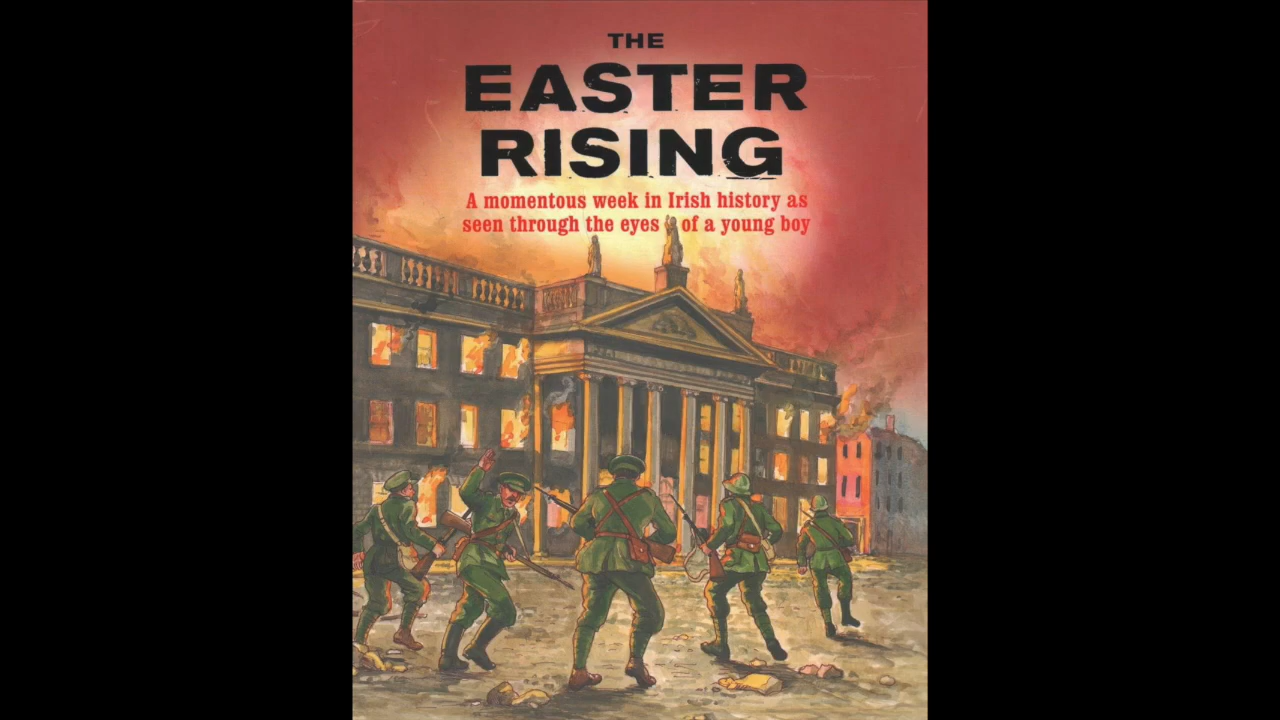 THE
EASTER
RISING
A momentous week in Irish history as
seen through the eyes of a young boy